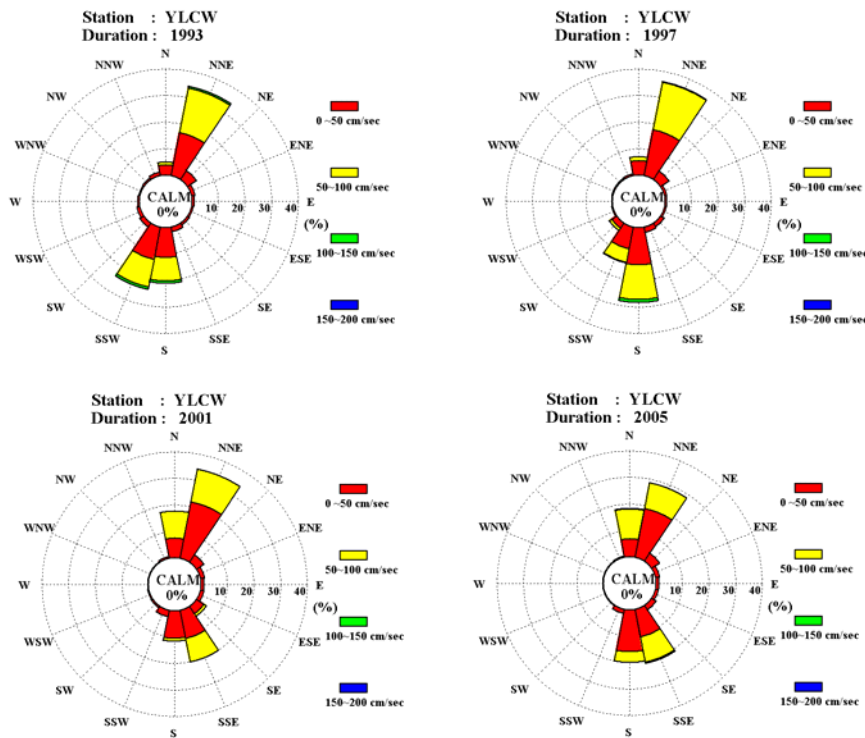 Station : YLCW
Duration : 1993
N
NNW
NNE
NW
NE
WNW
ENE
W
CALM
0%
10 20 30 40
E
(%)
WSW
ESE
SW
SE
SSW
SSE
S
0 ~50 cm/sec
50~100 cm/sec
100~150 cm/sec
150~200 cm/sec
Station : YLCW
Duration : 1997
N
NNW
NNE
NW
NE
WNW
ENE
W
CALM
0%
10 20 30 40
E
(%)
WSW
ESE
SW
SE
SSW
SSE
S
0 ~50 cm/sec
50~100 cm/sec
100~150 cm/sec
150~200 cm/sec
Station : YLCW
Duration : 2001
N
NNW
NNE
NW
NE
WNW
ENE
W
CALM
0%
10 20 30 40
E
(%)
WSW
ESE
SW
SE
SSW
SSE
S
0 ~50 cm/sec
50~100 cm/sec
100~150 cm/sec
150~200 cm/sec
Station : YLCW
Duration : 2005
N
NNW
NNE
NW
NE
WNW
ENE
W
CALM
0%
10 20 30 40
E
(%)
WSW
ESE
SW
SE
SSW
SSE
S
0 ~50 cm/sec
50~100 cm/sec
100~150 cm/sec
150~200 cm/sec